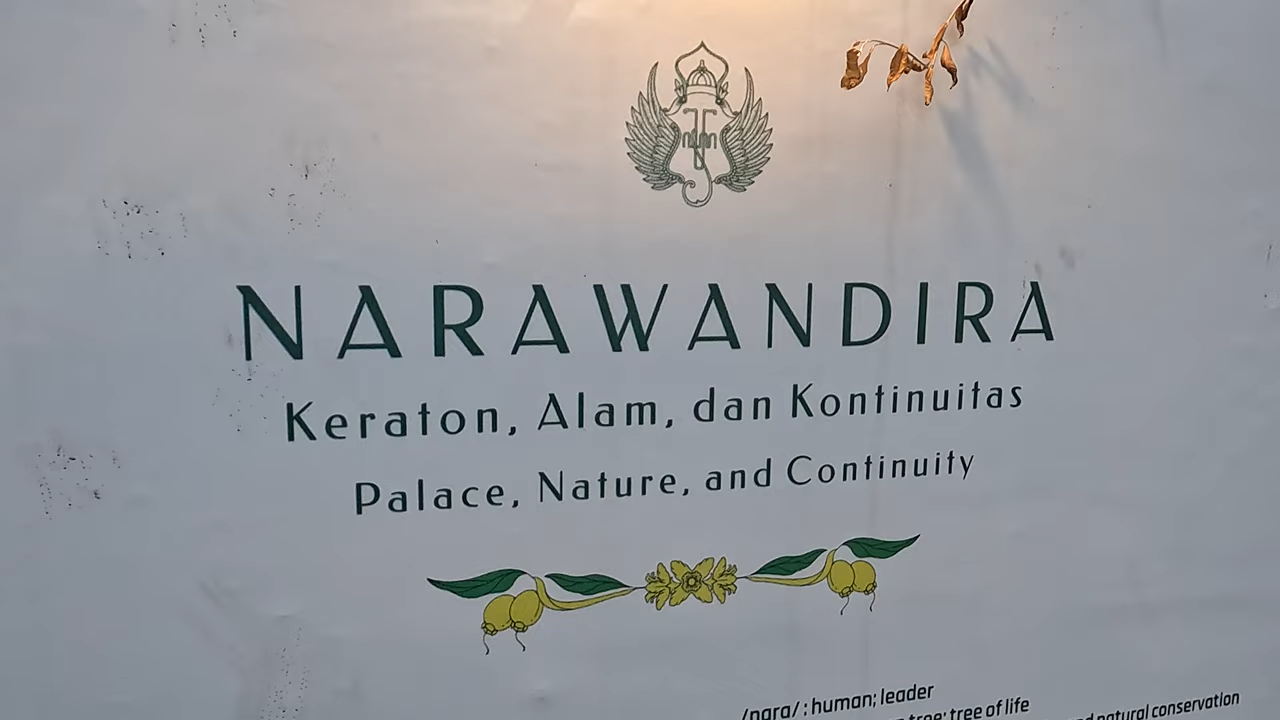 NARAWANDIRA
Keraton, Alam, dan Kontinuitas
Palace, Nature, and Continuity
/nara/ : human; leader
tree; tree of life
natural conservation